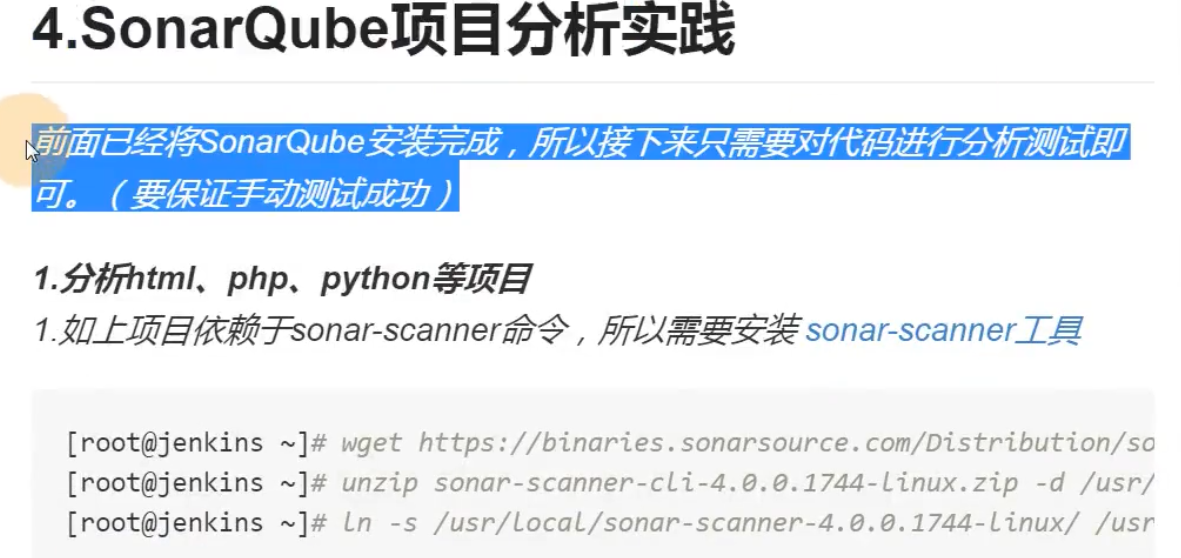 4.SonarQube项目分析实践
前面已经将SonarQube安装完成，所以接下来只需要对代码进行分析测试即
可。（要保证手动测试成功）
1.分析html、php、python等项目
1.如上项目依赖于sonar-scanner命令，所以需要安装 sonar-scanner工具
[root@jenkins ~]# wget https://binaries.sonarsource.com/Distribution/so
[root@jenkins ~]# unzip sonar-scanner-cli-4.0.0.1744-linux.zip -d /usr/
[root@jenkins ~]# ln -s /usr/local/sonar-scanner-4.0.0.1744-linux/ /usr